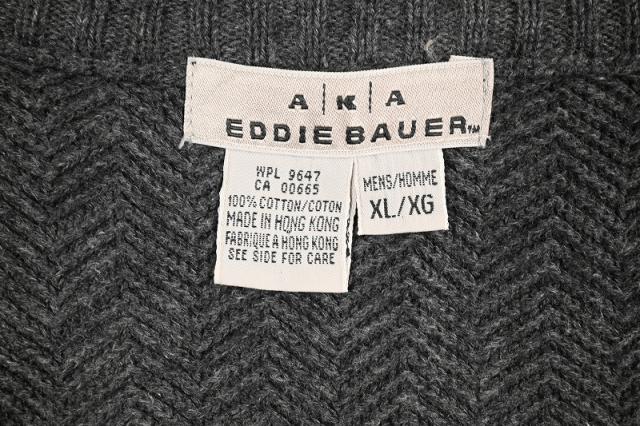 A|K|A
EDDIE BAUER™
WPL 9647
CA 00665
100% COTTON/COTON
MADE IN HONG KONG
FABRIQUE A HONG KONG
SEE SIDE FOR CARE
MENS/HOMME
XL/XG